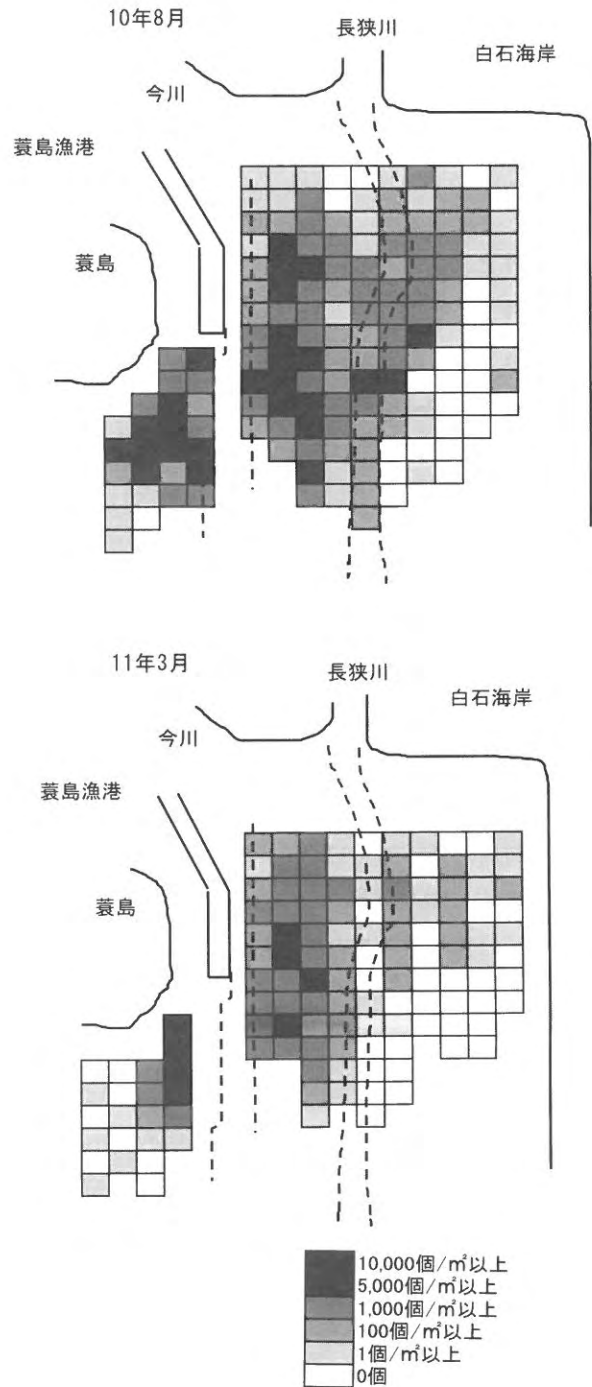 10年8月
長狭川
白石海岸
今川
蓑島漁港
蓑島
11年3月
長狭川
白石海岸
今川
蓑島漁港
蓑島
10,000個/㎡以上
5,000個/㎡以上
1,000個/㎡以上
100個/㎡以上
1個/㎡以上
0個